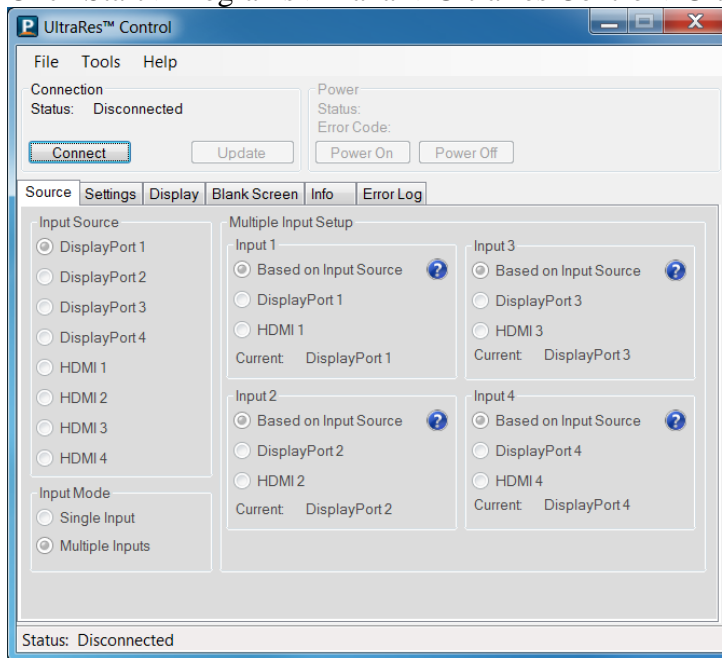 UltraRes™ Control
File Tools Help
Connection
Status: Disconnected
Connect Update
Power
Status:
Error Code:
Power On Power Off
Source Settings Display Blank Screen Info Error Log
Input Source
DisplayPort 1
DisplayPort 2
DisplayPort 3
DisplayPort 4
HDMI 1
HDMI 2
HDMI 3
HDMI 4
Input Mode
Single Input
Multiple Inputs
Multiple Input Setup
Input 1
Based on Input Source
DisplayPort 1
HDMI 1
Current: DisplayPort 1
Input 2
Based on Input Source
DisplayPort 2
HDMI 2
Current: DisplayPort 2
Input 3
Based on Input Source
DisplayPort 3
HDMI 3
Current: DisplayPort 3
Input 4
Based on Input Source
DisplayPort 4
HDMI 4
Current: DisplayPort 4
Status: Disconnected